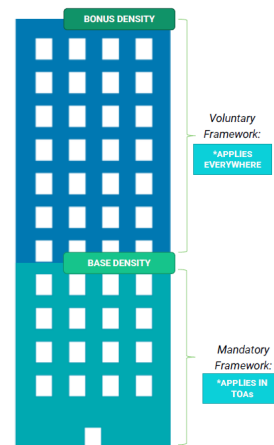 BONUS DENSITY
Voluntary
Framework:
*APPLIES
EVERYWHERE
BASE DENSITY
Mandatory
Framework:
*APPLIES IN
TOAs